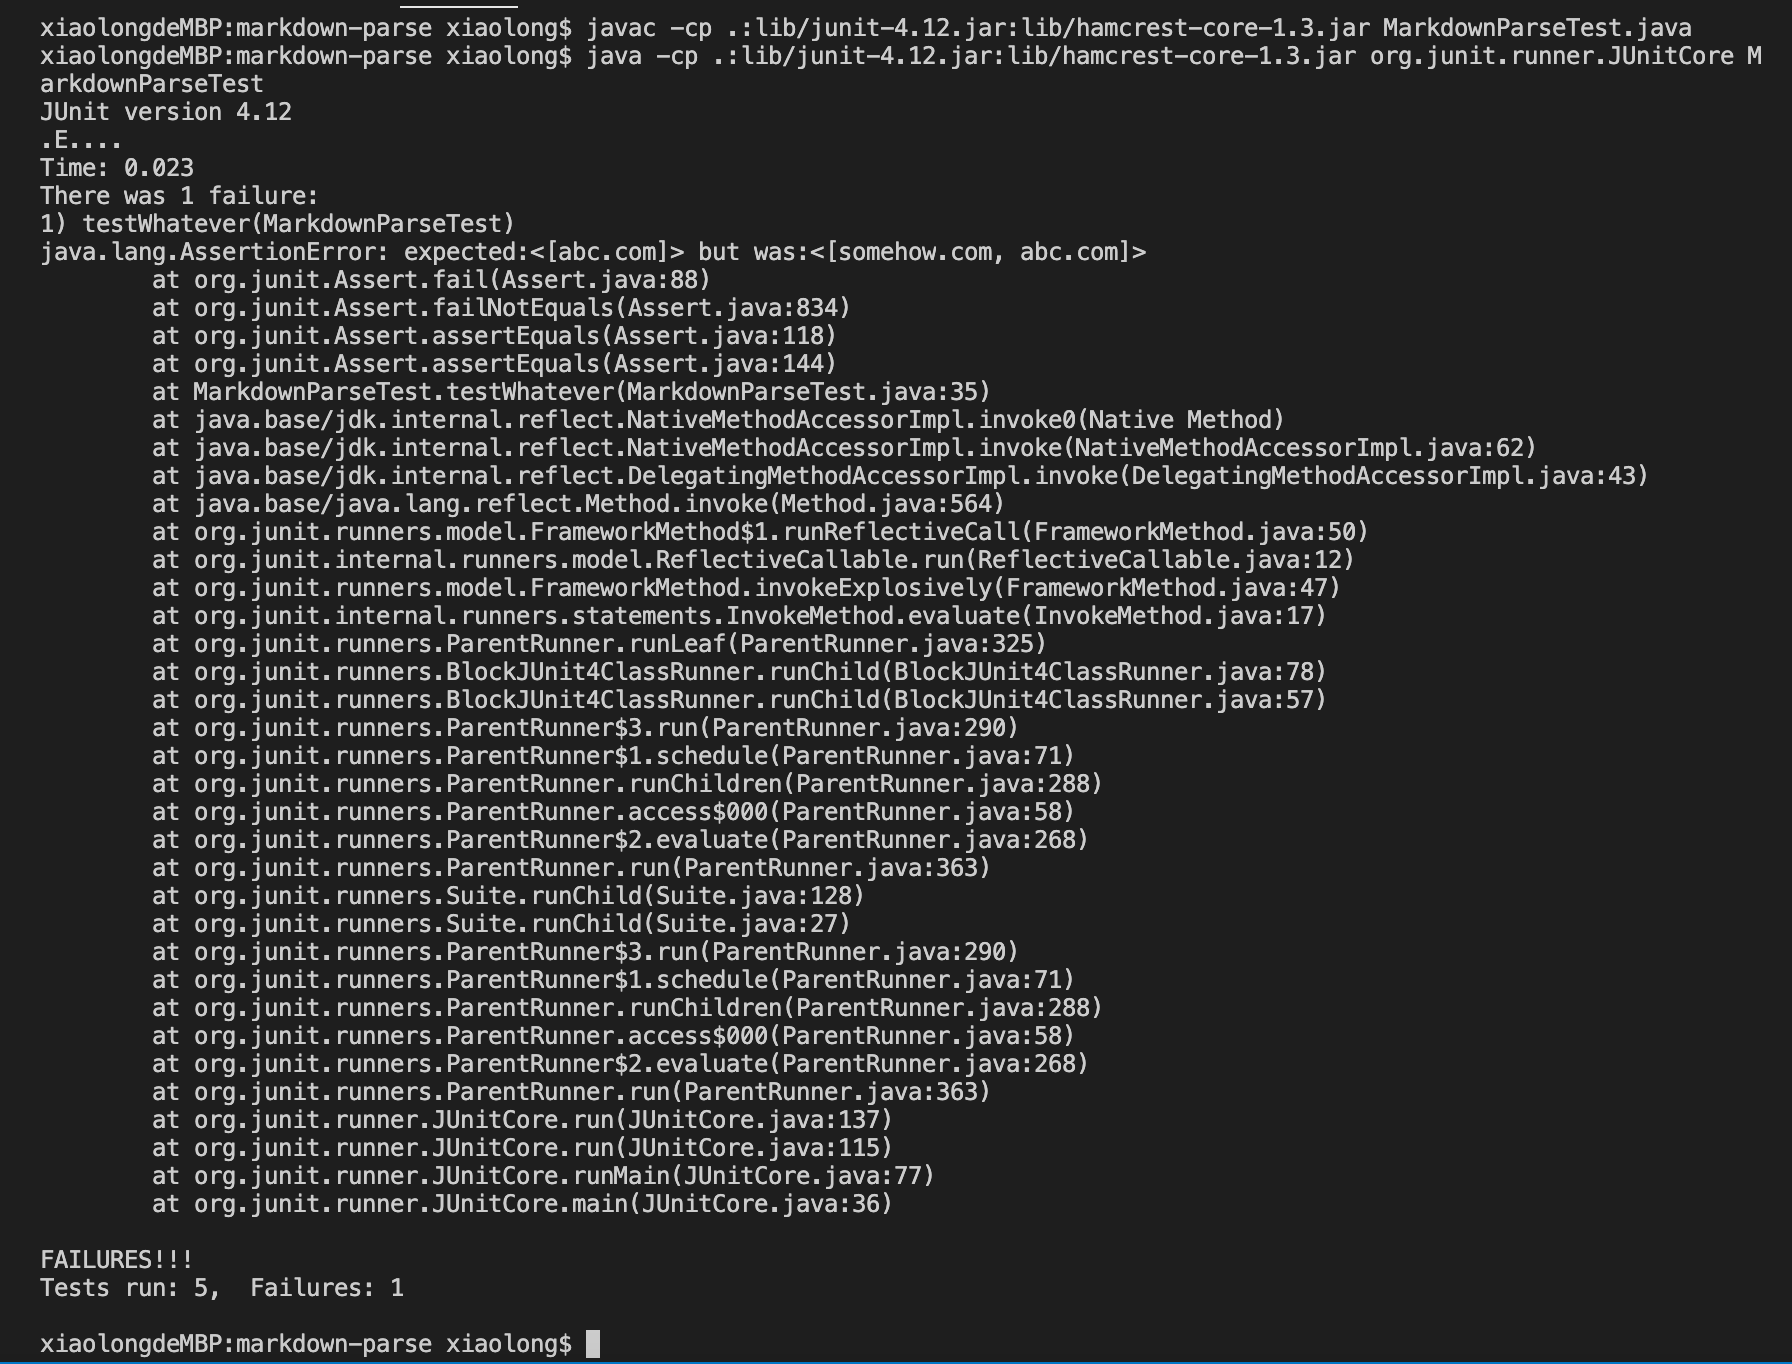 xiaolongdeMBP:markdown-parse xiaolong$ javac -cp .:lib/junit-4.12.jar:lib/hamcrest-core-1.3.jar MarkdownParseTest.java
xiaolongdeMBP:markdown-parse xiaolong$ java -cp .:lib/junit-4.12.jar:lib/hamcrest-core-1.3.jar org.junit.runner.JUnitCore M
arkdownParseTest
JUnit version 4.12
.E....
Time: 0.023
There was 1 failure:
1) testWhatever(MarkdownParseTest)
java.lang.AssertionError: expected:<[abc.com]> but was:<[somehow.com, abc.com]>
        at org.junit.Assert.fail(Assert.java:88)
        at org.junit.Assert.failNotEquals(Assert.java:834)
        at org.junit.Assert.assertEquals(Assert.java:118)
        at org.junit.Assert.assertEquals(Assert.java:144)
        at MarkdownParseTest.testWhatever(MarkdownParseTest.java:35)
        at java.base/jdk.internal.reflect.NativeMethodAccessorImpl.invoke0(Native Method)
        at java.base/jdk.internal.reflect.NativeMethodAccessorImpl.invoke(NativeMethodAccessorImpl.java:62)
        at java.base/jdk.internal.reflect.DelegatingMethodAccessorImpl.invoke(DelegatingMethodAccessorImpl.java:43)
        at java.base/java.lang.reflect.Method.invoke(Method.java:564)
        at org.junit.runners.model.FrameworkMethod$1.runReflectiveCall(FrameworkMethod.java:50)
        at org.junit.internal.runners.model.ReflectiveCallable.run(ReflectiveCallable.java:12)
        at org.junit.runners.model.FrameworkMethod.invokeExplosively(FrameworkMethod.java:47)
        at org.junit.internal.runners.statements.InvokeMethod.evaluate(InvokeMethod.java:17)
        at org.junit.runners.ParentRunner.runLeaf(ParentRunner.java:325)
        at org.junit.runners.BlockJUnit4ClassRunner.runChild(BlockJUnit4ClassRunner.java:78)
        at org.junit.runners.BlockJUnit4ClassRunner.runChild(BlockJUnit4ClassRunner.java:57)
        at org.junit.runners.ParentRunner$3.run(ParentRunner.java:290)
        at org.junit.runners.ParentRunner$1.schedule(ParentRunner.java:71)
        at org.junit.runners.ParentRunner.runChildren(ParentRunner.java:288)
        at org.junit.runners.ParentRunner.access$000(ParentRunner.java:58)
        at org.junit.runners.ParentRunner$2.evaluate(ParentRunner.java:268)
        at org.junit.runners.ParentRunner.run(ParentRunner.java:363)
        at org.junit.runners.Suite.runChild(Suite.java:128)
        at org.junit.runners.Suite.runChild(Suite.java:27)
        at org.junit.runners.ParentRunner$3.run(ParentRunner.java:290)
        at org.junit.runners.ParentRunner$1.schedule(ParentRunner.java:71)
        at org.junit.runners.ParentRunner.runChildren(ParentRunner.java:288)
        at org.junit.runners.ParentRunner.access$000(ParentRunner.java:58)
        at org.junit.runners.ParentRunner$2.evaluate(ParentRunner.java:268)
        at org.junit.runners.ParentRunner.run(ParentRunner.java:363)
        at org.junit.runner.JUnitCore.run(JUnitCore.java:137)
        at org.junit.runner.JUnitCore.run(JUnitCore.java:115)
        at org.junit.runner.JUnitCore.runMain(JUnitCore.java:77)
        at org.junit.runner.JUnitCore.main(JUnitCore.java:36)

FAILURES!!!
Tests run: 5,  Failures: 1

xiaolongdeMBP:markdown-parse xiaolong$